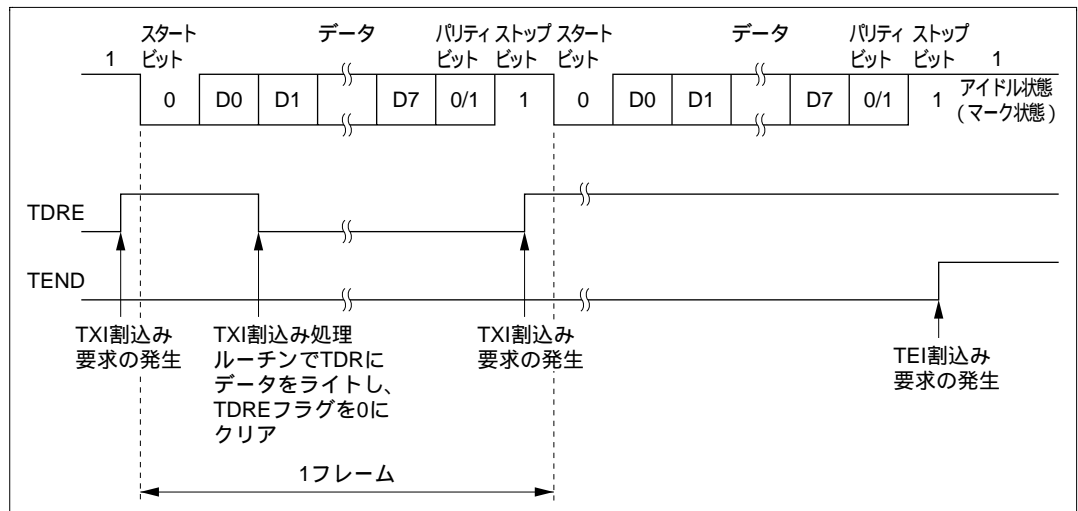 スタート データ パリティ ストップ スタート データ パリティ ストップ
1 ビット ビット ビット ビット ビット ビット 1
0 D0 D1 D7 0/1 1 0 D0 D1 D7 0/1 1 アイドル状態
(マーク状態)
TDRE
TEND
TXI割込み
要求の発生
TXI割込み処理
ルーチンでTDRに
データをライトし、
TDREフラグを0に
クリア
TXI割込み
要求の発生
TEI割込み
要求の発生
1フレーム